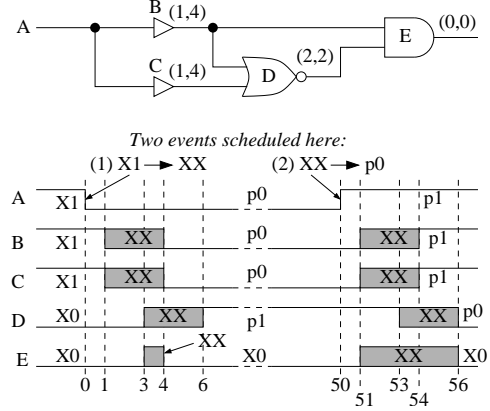 B (1,4) (0,0)
A E
C (1,4) D (2,2)
Two events scheduled here:
(1) X1 XX (2) XX p0
A X1 p0 p1
B X1 XX p0 XX p1
C X1 XX p0 XX p1
D X0 XX p1 XX p0
XX
E X0 X0 XX X0
0 1 3 4 6 50 53 56
51 54